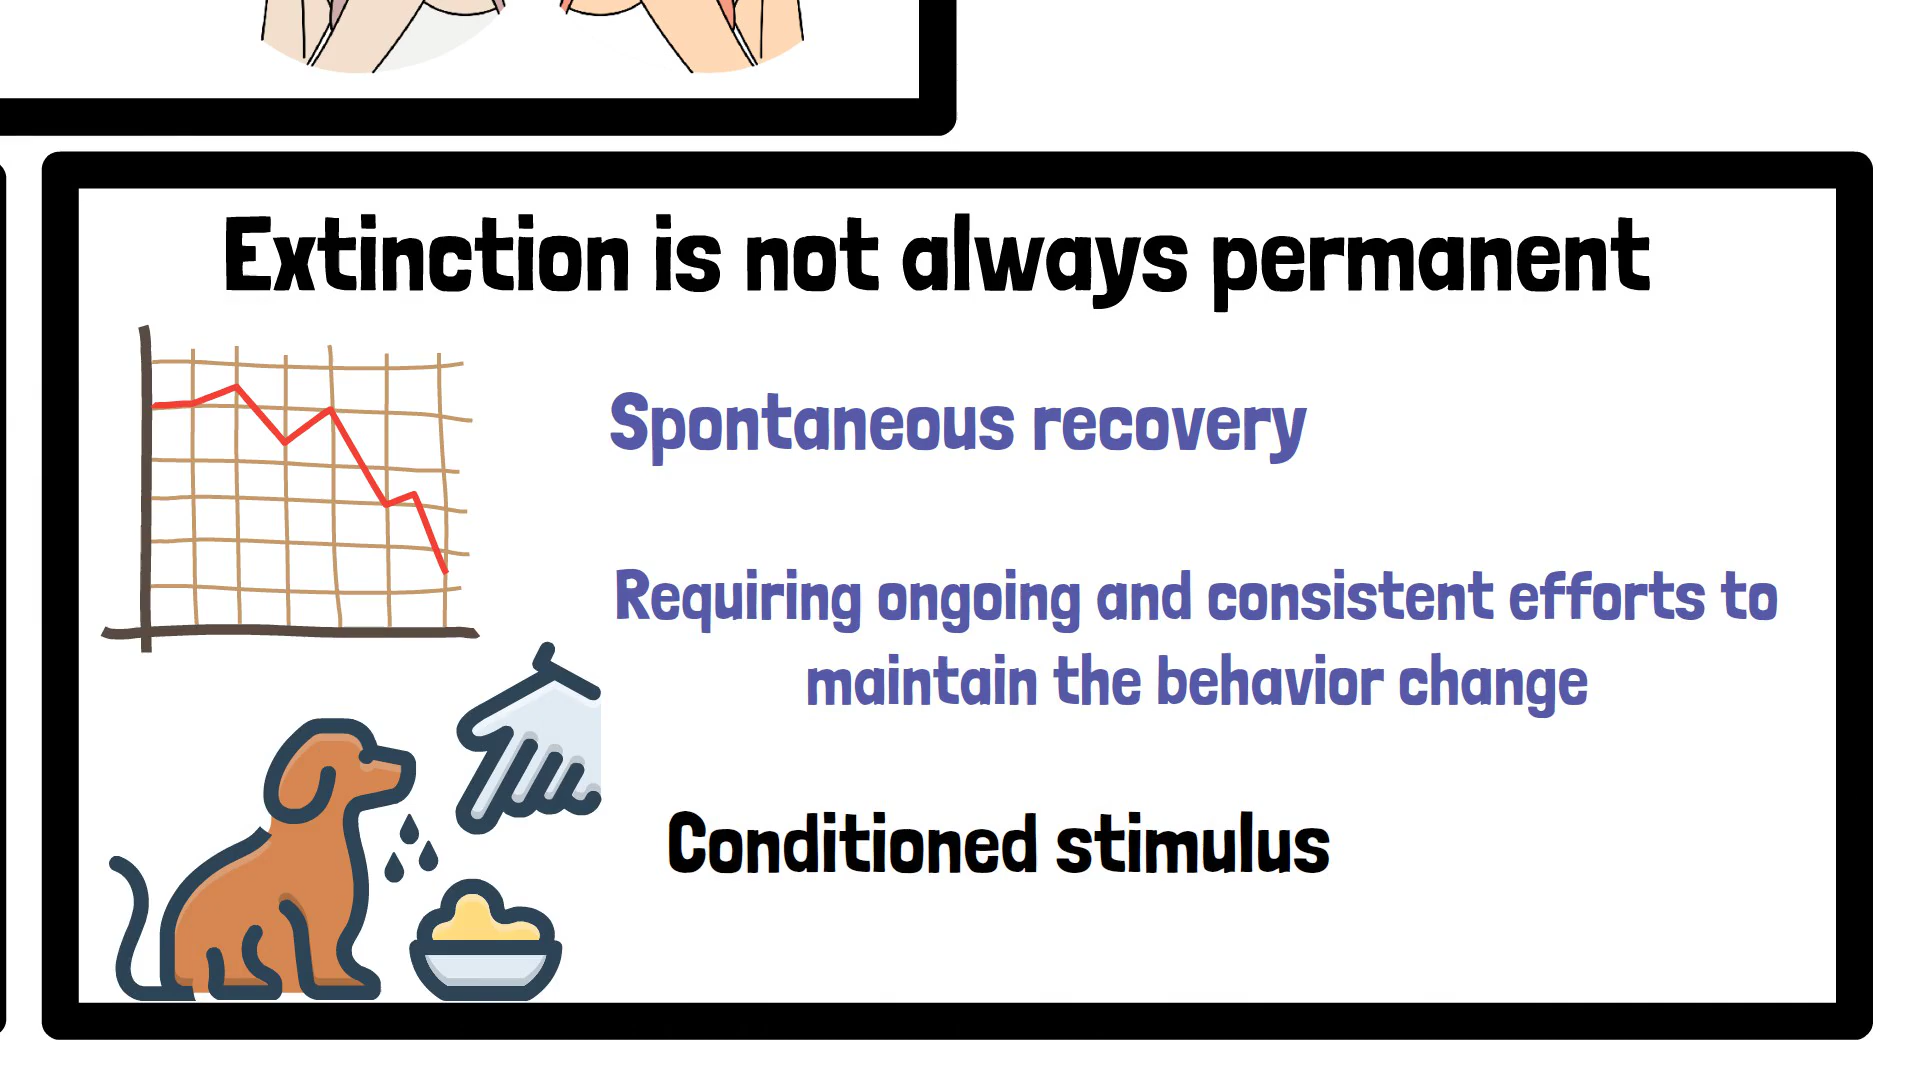 Extinction is not always permanent
Spontaneous recovery
Requiring ongoing and consistent efforts to
maintain the behavior change
Conditioned stimulus